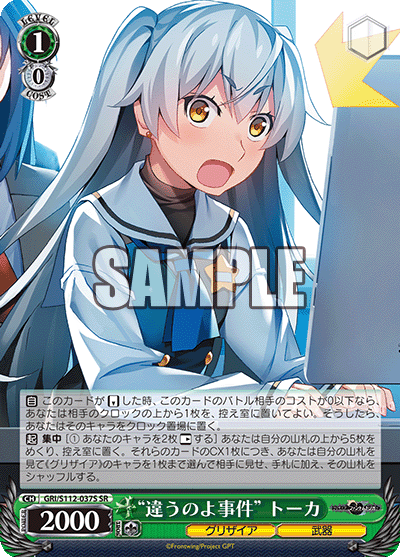 LEVEL
1
0
COST
SAMPLE
自 このカードが した時、このカードのバトル相手のコストが0以下なら、
あなたは相手のクロックの上から1枚を、控え室に置いてよい。そうしたら、
あなたはそのキャラをクロック置場に置く。
起 集中 [① あなたのキャラを2枚 する] あなたは自分の山札の上から5枚を
めくり、控え室に置く。それらのカードのCX1枚につき、あなたは自分の山札を
見て《グリザイア》のキャラを1枚まで選んで相手に見せ、手札に加え、その山札を
シャッフルする。
GRI/S112-037S SR
“違うのよ事件” トーカ
2000
グリザイア
武器
©Frontwing/Project GPT